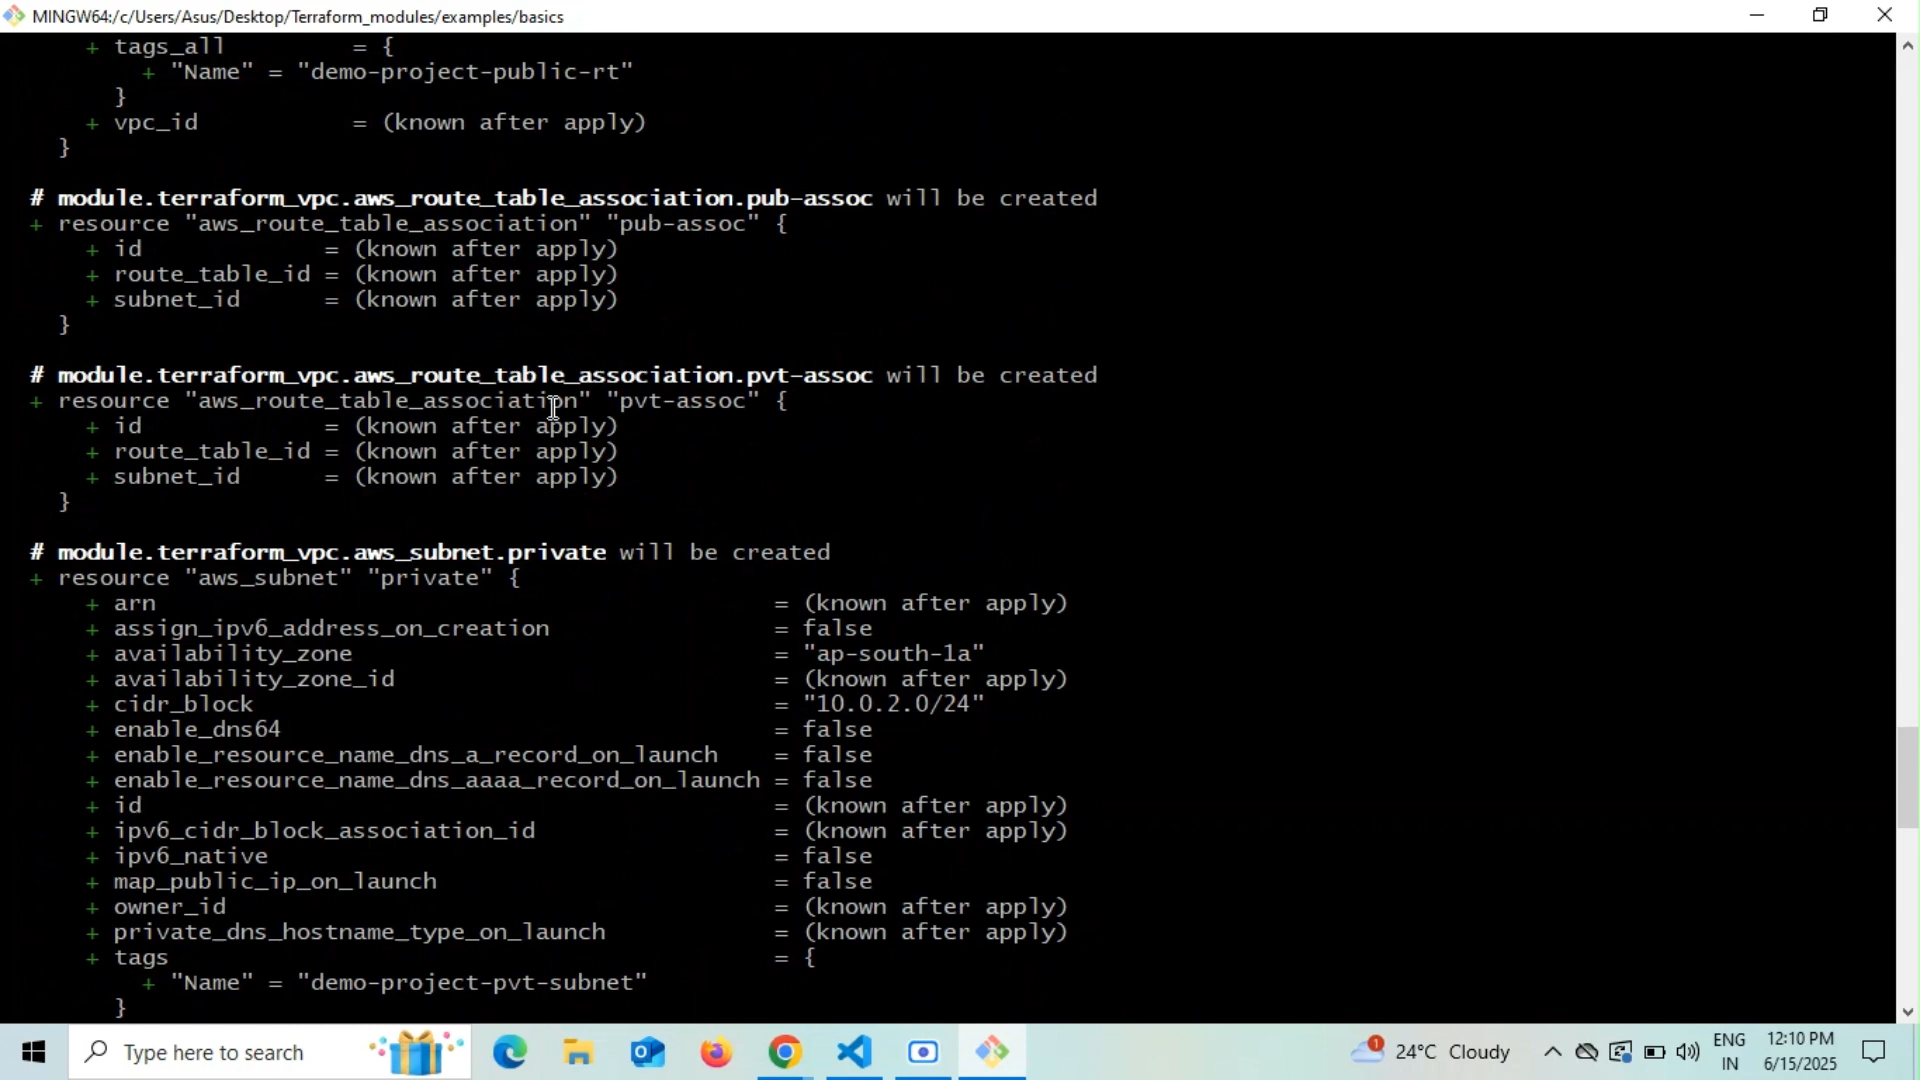 MINGW64:/c/Users/Asus/Desktop/Terraform_modules/examples/basics
+ tags_all = {
+ "Name" = "demo-project-public-rt"
}
+ vpc_id = (known after apply)
}
# module.terraform_vpc.aws_route_table_association.pub-assoc will be created
+ resource "aws_route_table_association" "pub-assoc" {
+ id = (known after apply)
+ route_table_id = (known after apply)
+ subnet_id = (known after apply)
}
# module.terraform_vpc.aws_route_table_association.pvt-assoc will be created
+ resource "aws_route_table_association" "pvt-assoc" {
+ id = (known after apply)
+ route_table_id = (known after apply)
+ subnet_id = (known after apply)
}
# module.terraform_vpc.aws_subnet.private will be created
+ resource "aws_subnet" "private" {
+ arn = (known after apply)
+ assign_ipv6_address_on_creation = false
+ availability_zone = "ap-south-1a"
+ availability_zone_id = (known after apply)
+ cidr_block = "10.0.2.0/24"
+ enable_dns64 = false
+ enable_resource_name_dns_a_record_on_launch = false
+ enable_resource_name_dns_aaaa_record_on_launch = false
+ id = (known after apply)
+ ipv6_cidr_block_association_id = (known after apply)
+ ipv6_native = false
+ map_public_ip_on_launch = false
+ owner_id = (known after apply)
+ private_dns_hostname_type_on_launch = (known after apply)
+ tags = {
+ "Name" = "demo-project-pvt-subnet"
}
Type here to search
1
24°C Cloudy
ENG
IN
12:10 PM
6/15/2025